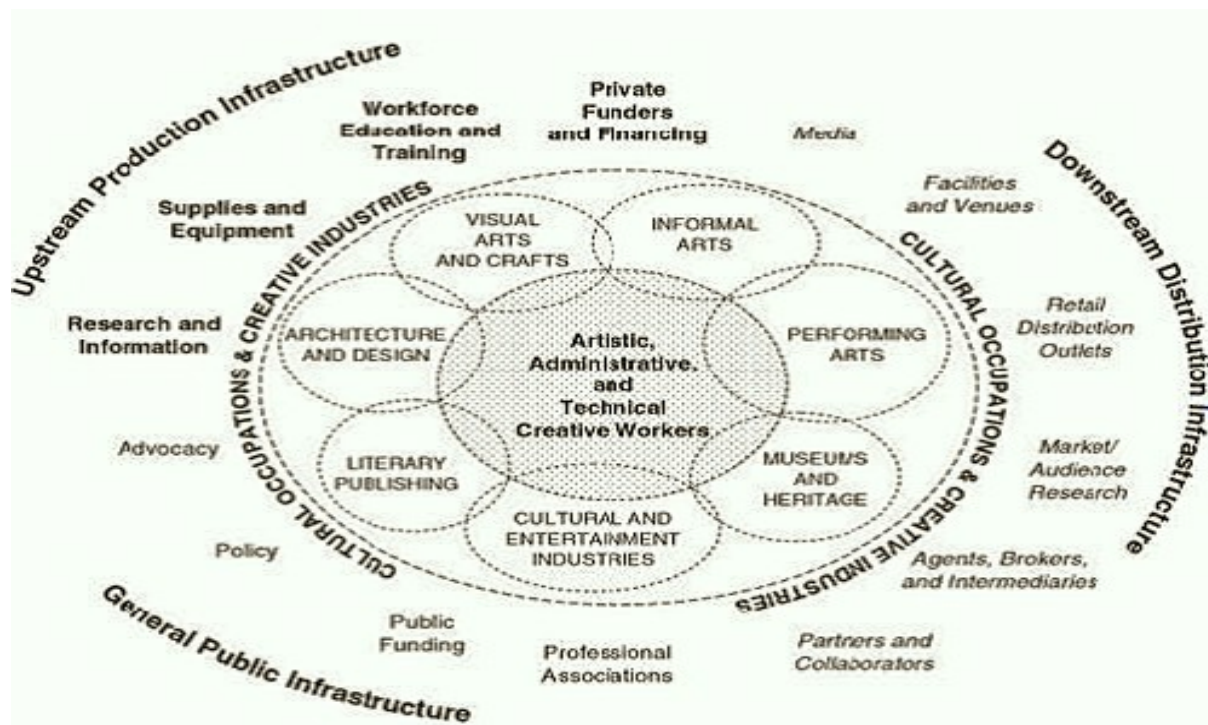 Upstream Production Infrastructure
Workforce
Education and
Training
Private
Funders
and Financing
Media
Facilities
and Venues
Downstream Distribution Infrastructure
Supplies and
Equipment
Research and
Information
Advocacy
Policy
General Public Infrastructure
Public
Funding
Professional
Associations
Partners and
Collaborators
Agents, Brokers,
and Intermediaries
Market/
Audience
Research
Retail
Distribution
Outlets
CULTURAL OCCUPATIONS & CREATIVE INDUSTRIES
CULTURAL OCCUPATIONS & CREATIVE INDUSTRIES
VISUAL
ARTS
AND CRAFTS
INFORMAL
ARTS
ARCHITECTURE
AND DESIGN
PERFORMING
ARTS
Artistic,
Administrative,
and
Technical
Creative Workers
LITERARY
PUBLISHING
MUSEUMS
AND
HERITAGE
CULTURAL AND
ENTERTAINMENT
INDUSTRIES